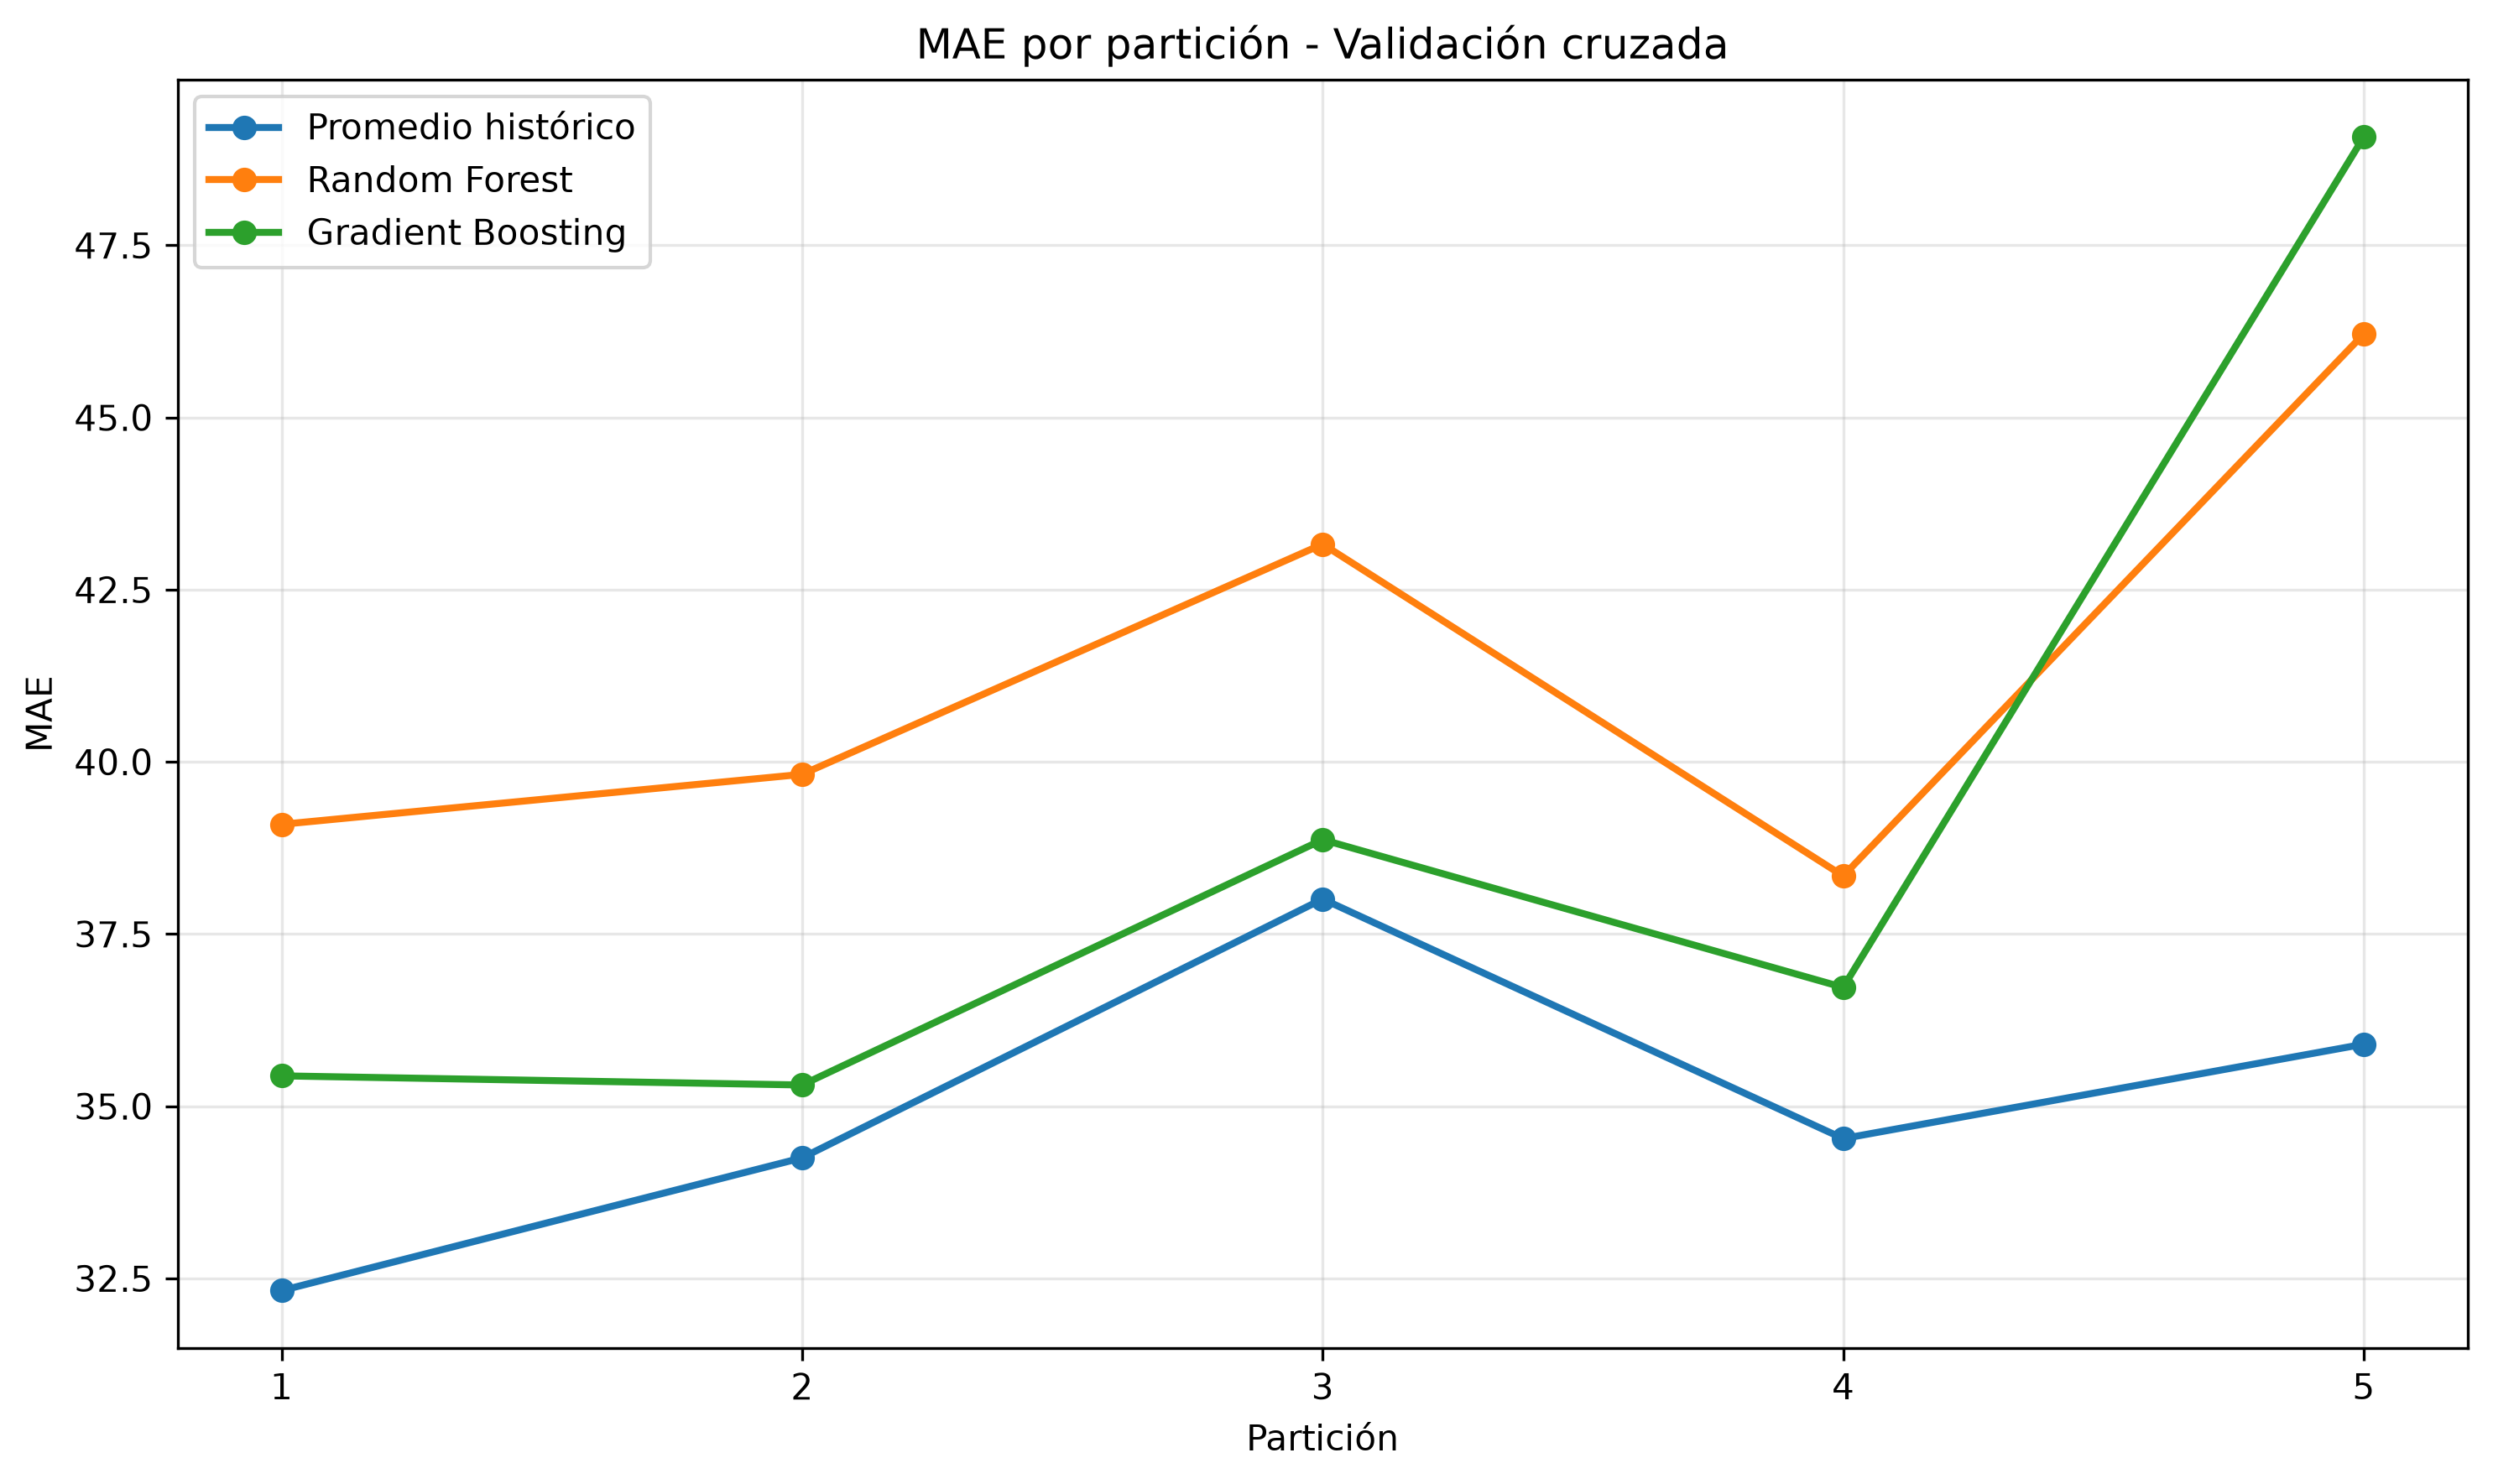 MAE por partición - Validación cruzada
Promedio histórico
Random Forest
Gradient Boosting
47.5
45.0
42.5
40.0
37.5
35.0
32.5
MAE
1 2 3 4 5
Partición